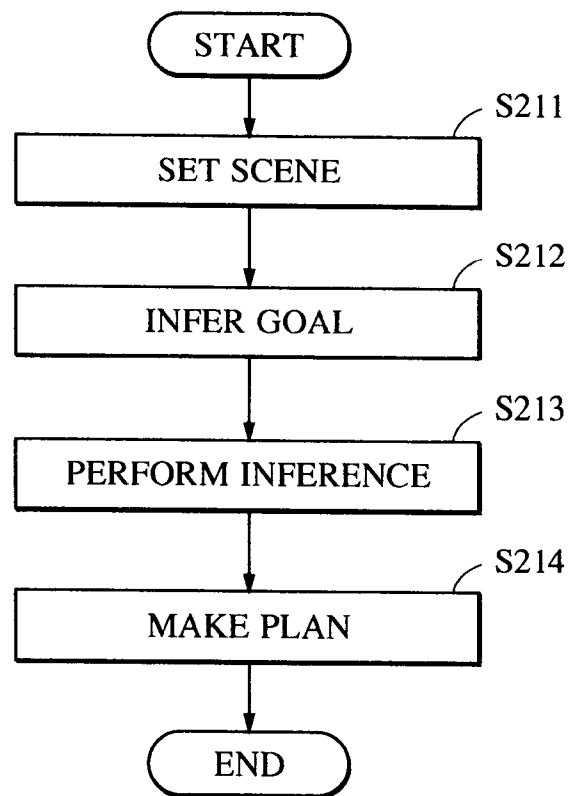 START
S211
SET SCENE
S212
INFER GOAL
S213
PERFORM INFERENCE
S214
MAKE PLAN
END